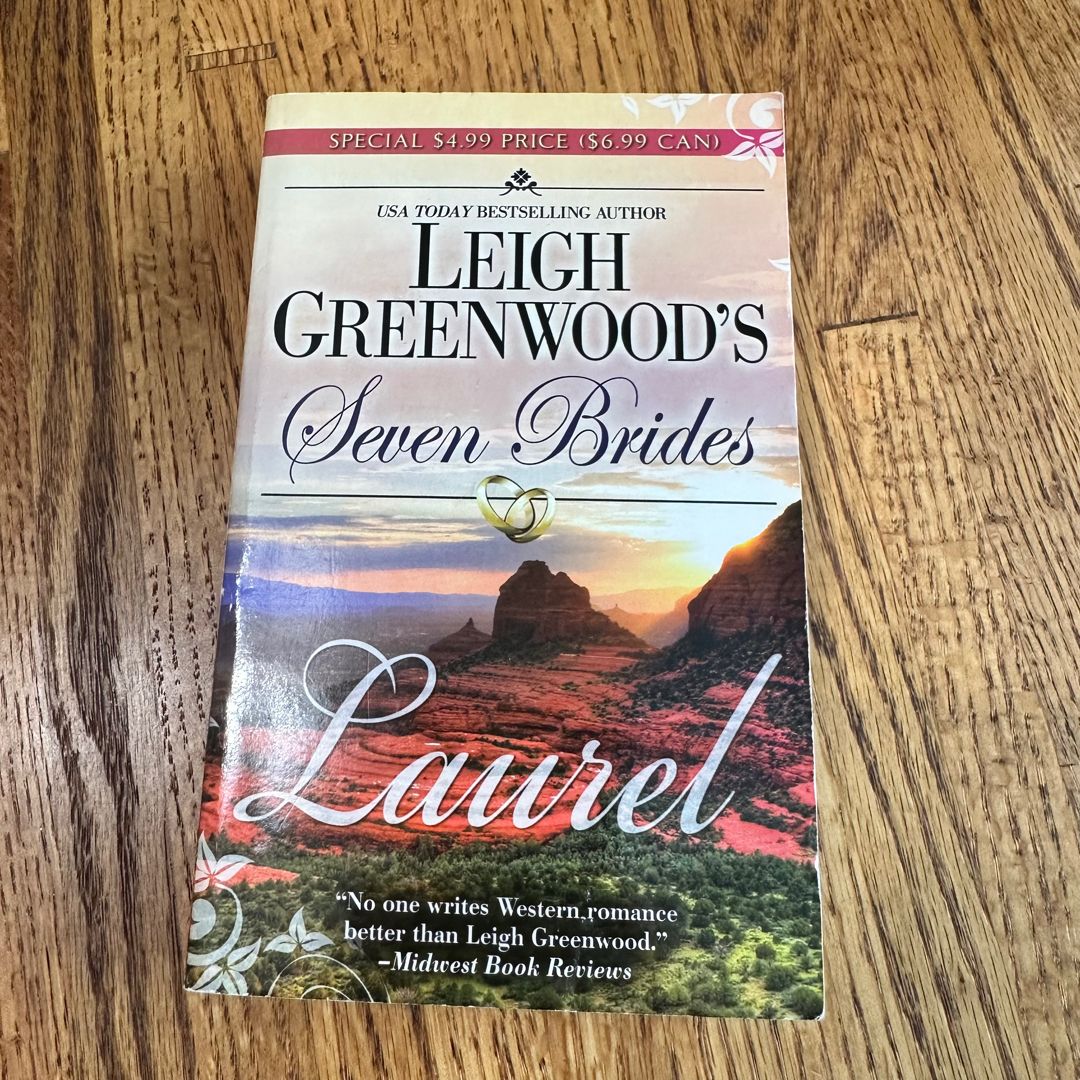 SPECIAL $4.99 PRICE ($6.99 CAN)
USA TODAY BESTSELLING AUTHOR
LEIGH
GREENWOOD'S
Seven Brides
Laurel
“No one writes Western romance
better than Leigh Greenwood.”
–Midwest Book Reviews